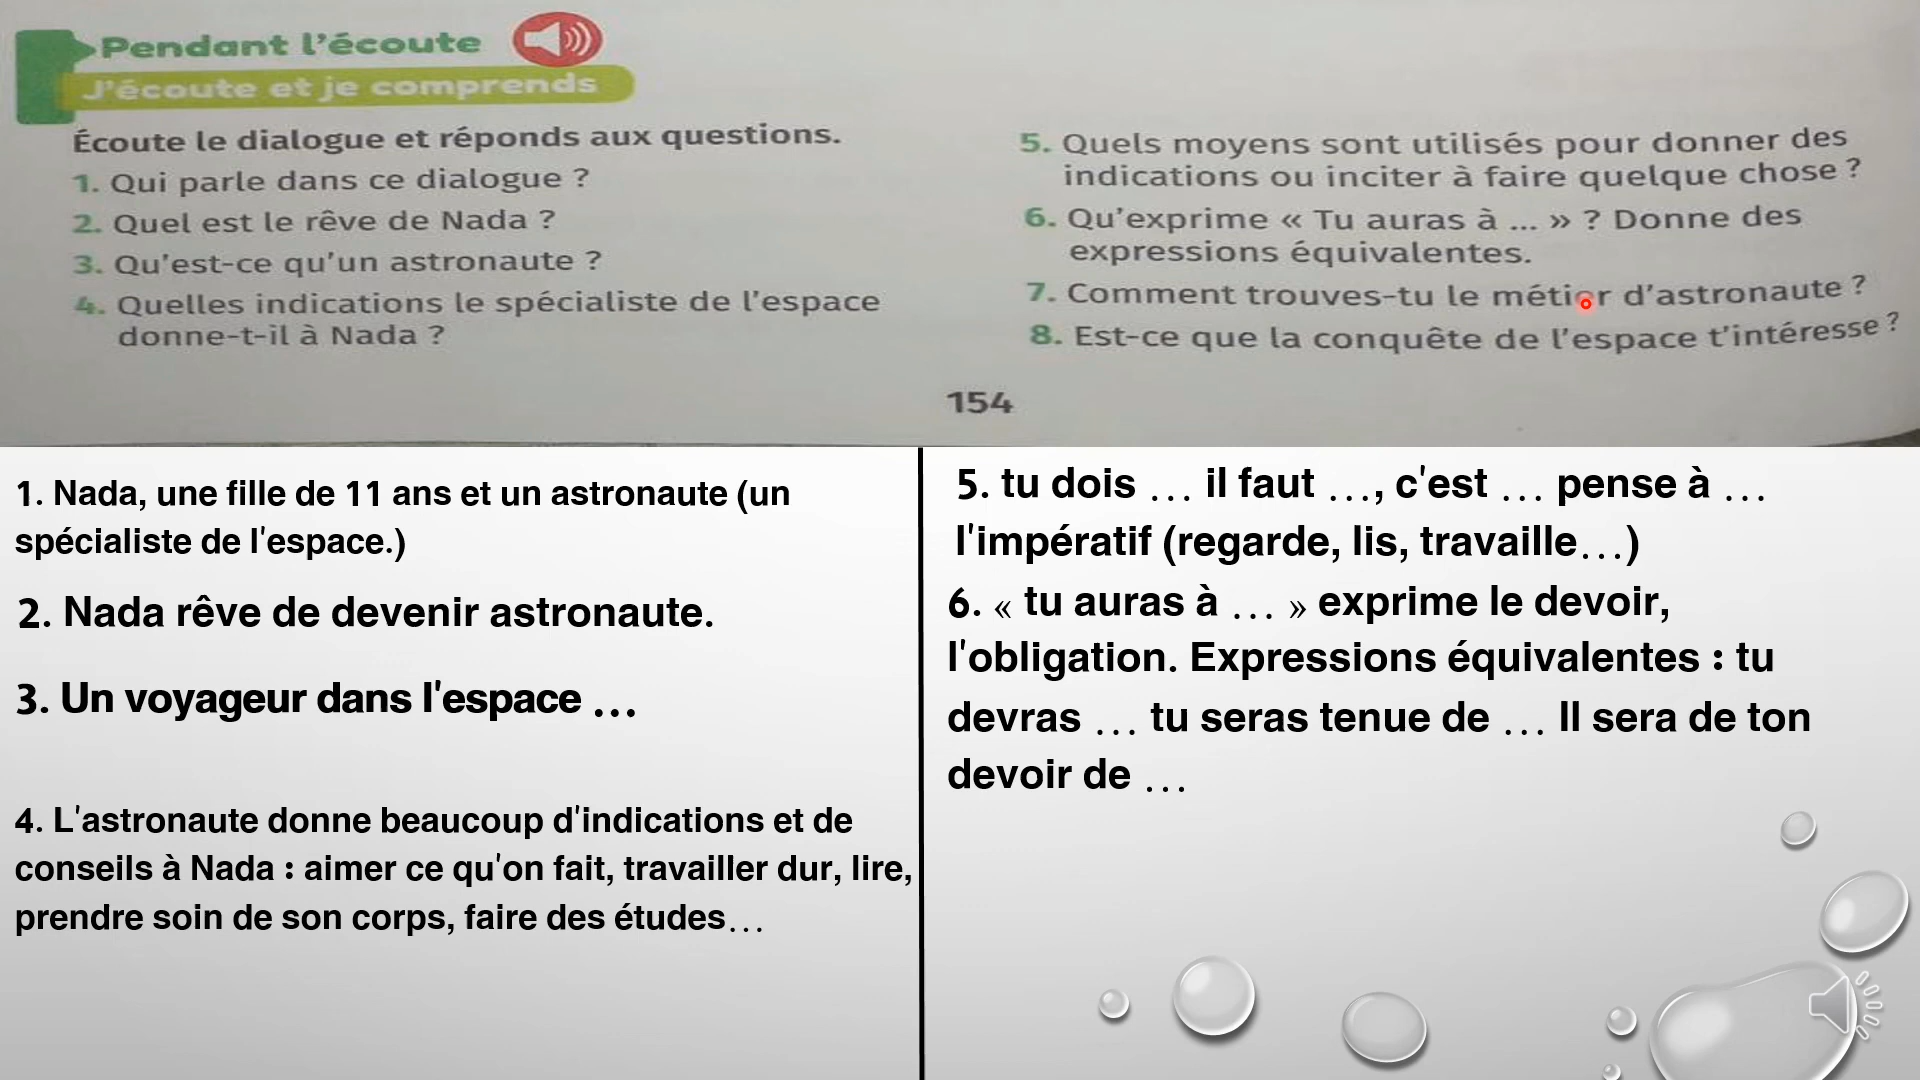 Pendant l'écoute
J'écoute et je comprends
Écoute le dialogue et réponds aux questions.
1. Qui parle dans ce dialogue ?
2. Quel est le rêve de Nada ?
3. Qu'est-ce qu'un astronaute ?
4. Quelles indications le spécialiste de l'espace
donne-t-il à Nada ?
5. Quels moyens sont utilisés pour donner des
indications ou inciter à faire quelque chose ?
6. Qu'exprime « Tu auras à ... » ? Donne des
expressions équivalentes.
7. Comment trouves-tu le métier d'astronaute ?
8. Est-ce que la conquête de l'espace t'intéresse ?
154
1. Nada, une fille de 11 ans et un astronaute (un
spécialiste de l'espace.)
2. Nada rêve de devenir astronaute.
3. Un voyageur dans l'espace …
4. L'astronaute donne beaucoup d'indications et de
conseils à Nada : aimer ce qu'on fait, travailler dur, lire,
prendre soin de son corps, faire des études…
5. tu dois … il faut …, c'est … pense à …
l'impératif (regarde, lis, travaille…)
6. « tu auras à … » exprime le devoir,
l'obligation. Expressions équivalentes : tu
devras … tu seras tenue de … Il sera de ton
devoir de …